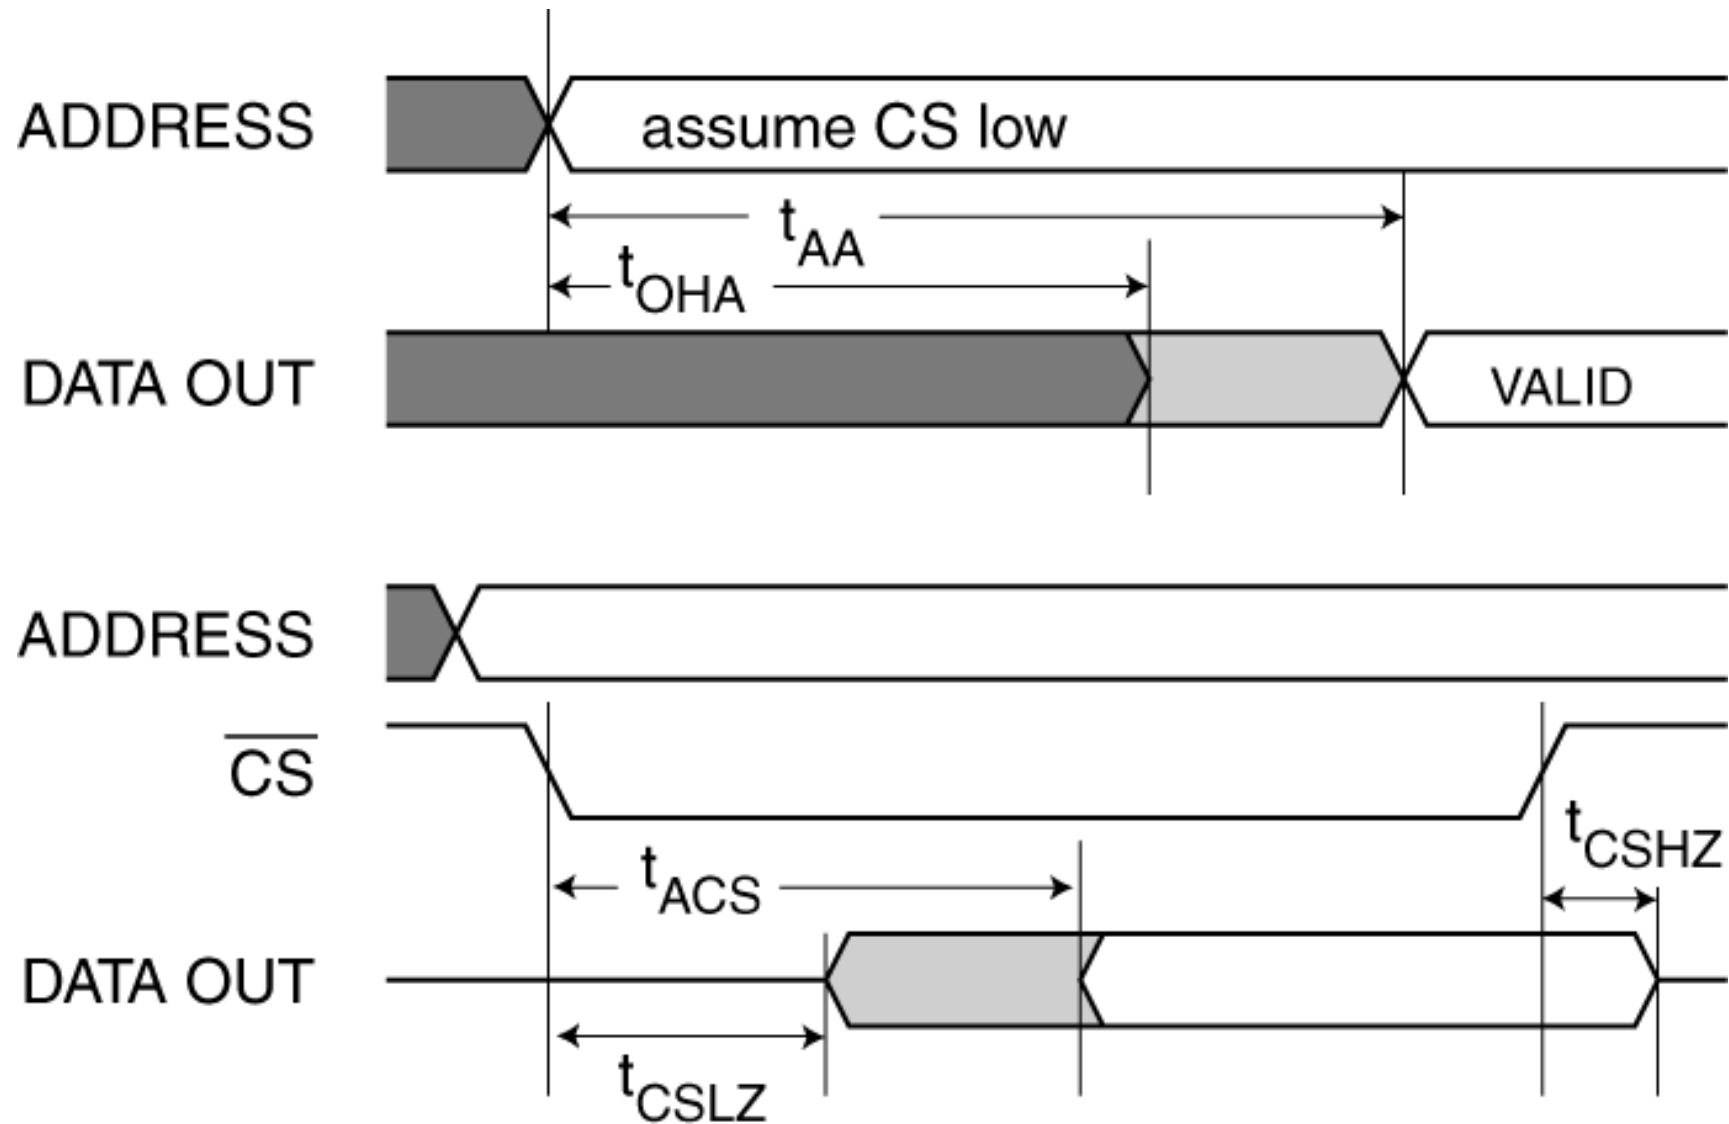 ADDRESS
assume CS low
tAA
tOHA
DATA OUT
VALID
ADDRESS
CS
tCSHZ
tACS
DATA OUT
tCSLZ